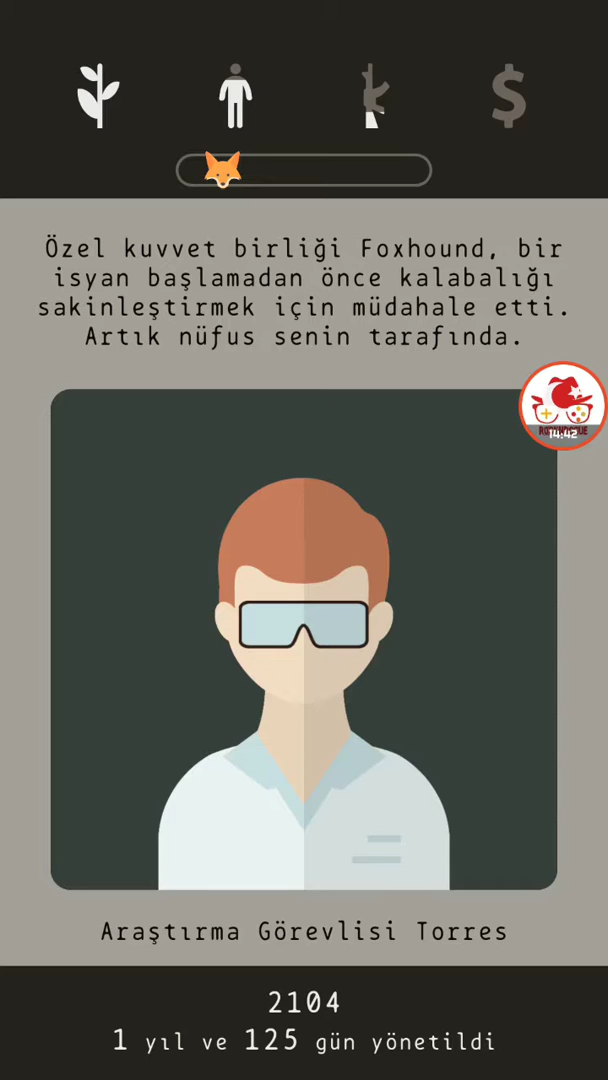 Özel kuvvet birliği Foxhound, bir
isyan başlamadan önce kalabalığı
sakinleştirmek için müdahale etti.
Artık nüfus senin tarafında.
14:42
Araştırma Görevlisi Torres
2104
1 yıl ve 125 gün yönetildi